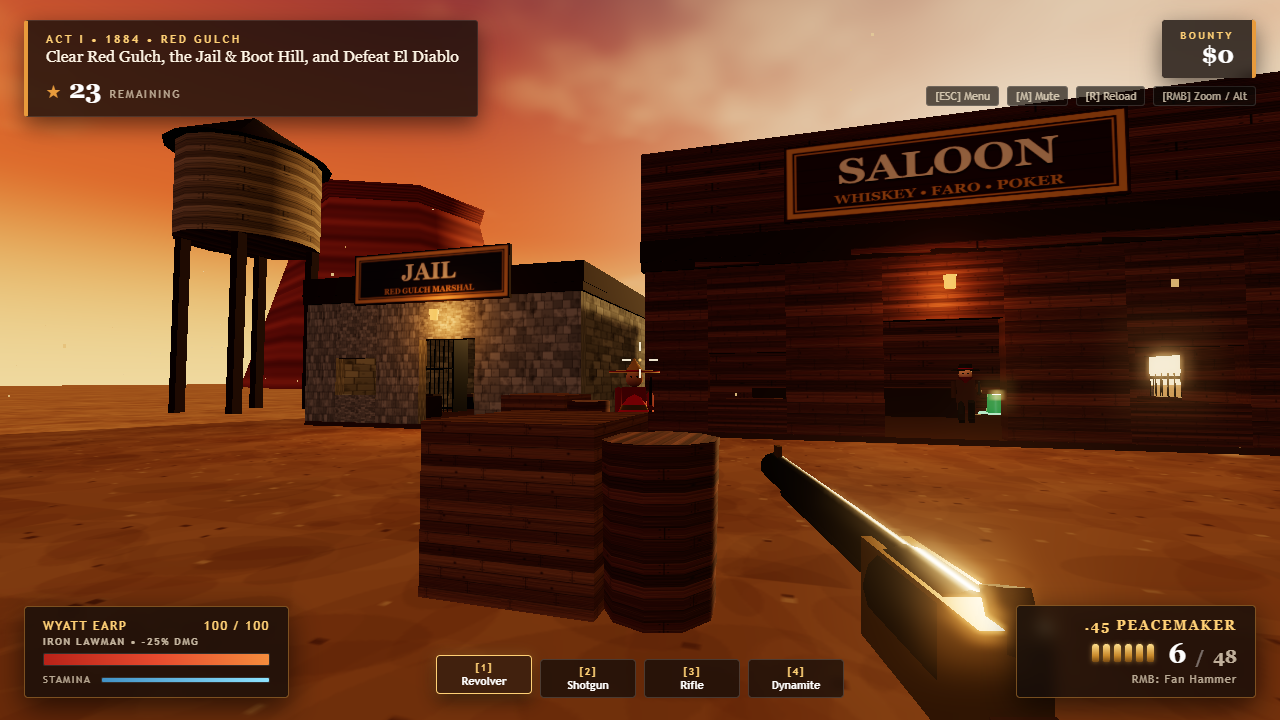 ACT I • 1884 • RED GULCH
Clear Red Gulch, the Jail & Boot Hill, and Defeat El Diablo
★ 23 REMAINING
BOUNTY
$0
[ESC] Menu
[M] Mute
[R] Reload
[RMB] Zoom / Alt
SALOON
WHISKEY • FARO • POKER
JAIL
RED GULCH MARSHAL
WYATT EARP 100 / 100
IRON LAWMAN • -25% DMG
STAMINA
[1]
Revolver
[2]
Shotgun
[3]
Rifle
[4]
Dynamite
.45 PEACEMAKER
6 / 48
RMB: Fan Hammer